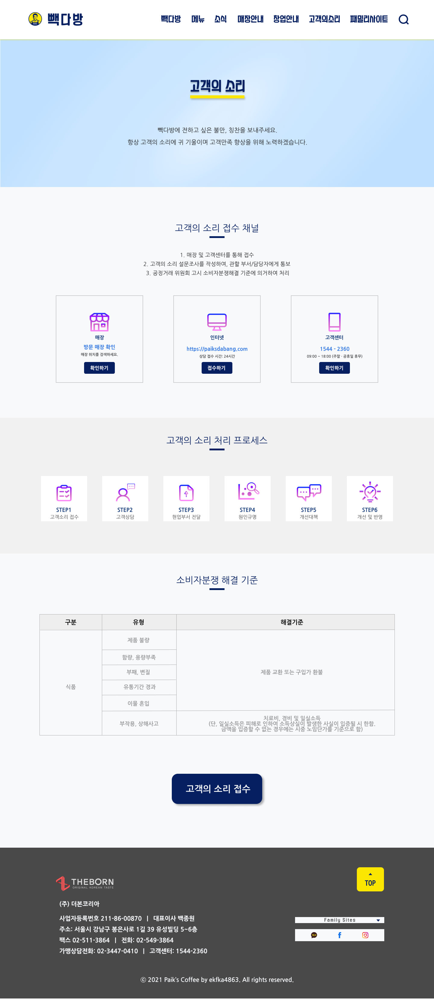 빽다방
빽다방 메뉴 소식 매장안내 창업안내 고객의소리 패밀리사이트
고객의 소리
빽다방에 전하고 싶은 불만, 칭찬을 보내주세요.
항상 고객의 소리에 귀 기울이며 고객만족 향상을 위해 노력하겠습니다.
고객의 소리 접수 채널
1. 매장 및 고객센터를 통해 접수
2. 고객의 소리 설문조사를 작성하여, 관할 부서/담당자에게 통보
3. 공정거래 위원회 고시 소비자분쟁해결 기준에 의거하여 처리
매장
방문 매장 확인
매장 위치를 검색하세요.
확인하기
인터넷
https://paiksdabang.com
상담 접수 시간: 24시간
접수하기
고객센터
1544 - 2360
09:00 ~ 18:00 (주말 · 공휴일 휴무)
확인하기
고객의 소리 처리 프로세스
STEP1
고객소리 접수
STEP2
고객상담
STEP3
현업부서 전달
STEP4
원인규명
STEP5
개선대책
STEP6
개선 및 반영
소비자분쟁 해결 기준
구분 유형 해결기준
식품
제품 불량
함량, 용량부족
부패, 변질
유통기간 경과
이물 혼입
제품 교환 또는 구입가 환불
부작용, 상해사고
치료비, 경비 및 일실소득
(단, 일실소득은 피해로 인하여 소득상실이 발생한 사실이 입증될 시 한함.
금액을 입증할 수 없는 경우에는 시중 노임단가를 기준으로 함)
고객의 소리 접수
THEBORN
ORIGINAL KOREAN TASTE
TOP
(주) 더본코리아
사업자등록번호 211-86-00870 | 대표이사 백종원
주소: 서울시 강남구 봉은사로 1길 39 유성빌딩 5~6층
팩스 02-511-3864 | 전화: 02-549-3864
가맹상담전화: 02-3447-0410 | 고객센터: 1544-2360
Family Sites
TALK
ⓒ 2021 Paik's Coffee by ekfka4863. All rights reserved.